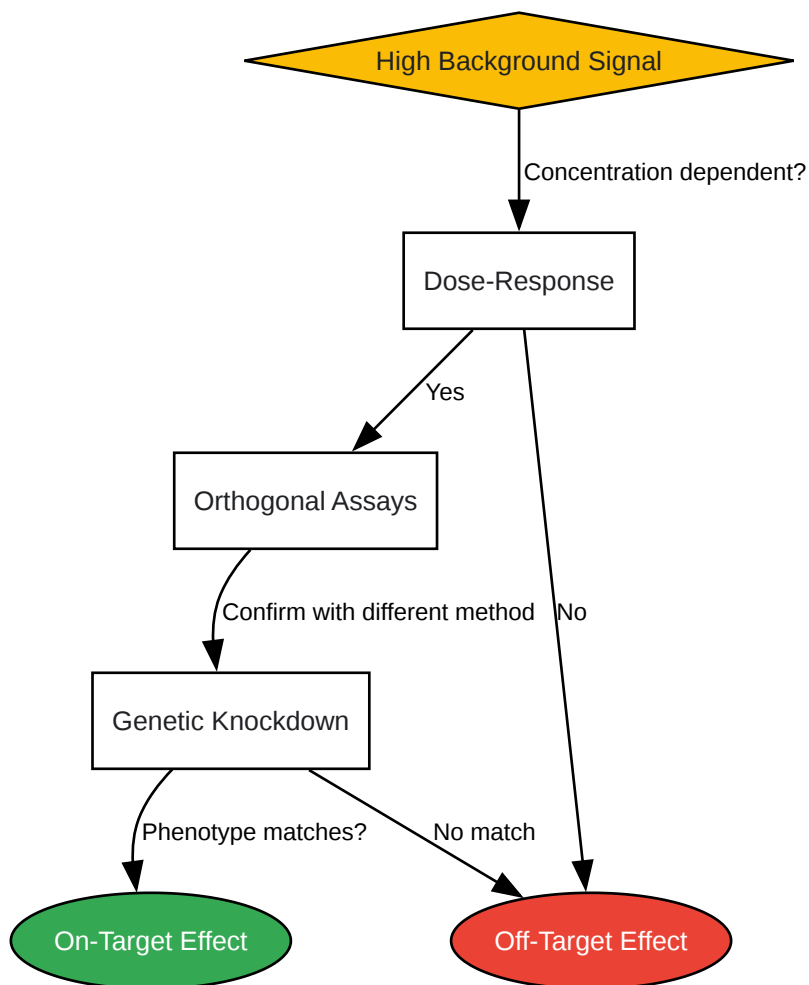 High Background Signal
Concentration dependent?
Dose-Response
Yes
Orthogonal Assays
Confirm with different method
No
Genetic Knockdown
Phenotype matches?
No match
On-Target Effect
Off-Target Effect